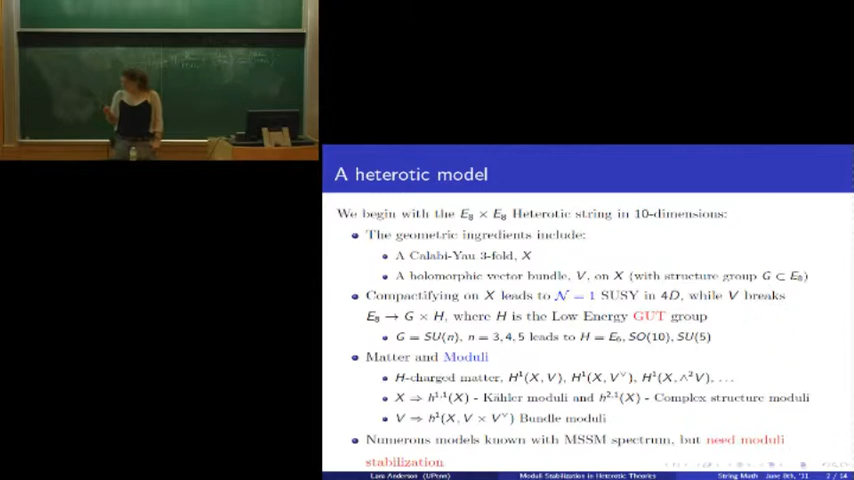 A heterotic model
We begin with the E₈ × E₈ Heterotic string in 10-dimensions:
The geometric ingredients include:
A Calabi-Yau 3-fold, X
A holomorphic vector bundle, V, on X (with structure group G ⊂ E₈)
Compactifying on X leads to 𝒩 = 1 SUSY in 4D, while V breaks
E₈ → G × H, where H is the Low Energy GUT group
G = SU(n), n = 3, 4, 5 leads to H = E₆, SO(10), SU(5)
Matter and Moduli
H-charged matter, H¹(X, V), H¹(X, V^∨), H¹(X, ∧²V), ...
X ⇒ h¹,¹(X) - Kähler moduli and h²,¹(X) - Complex structure moduli
V ⇒ h¹(X, V × V^∨) Bundle moduli
Numerous models known with MSSM spectrum, but need moduli
stabilization
Lara Anderson (UPenn) Moduli Stabilization in Heterotic Theories String Math June 8th, '11 2 / 14